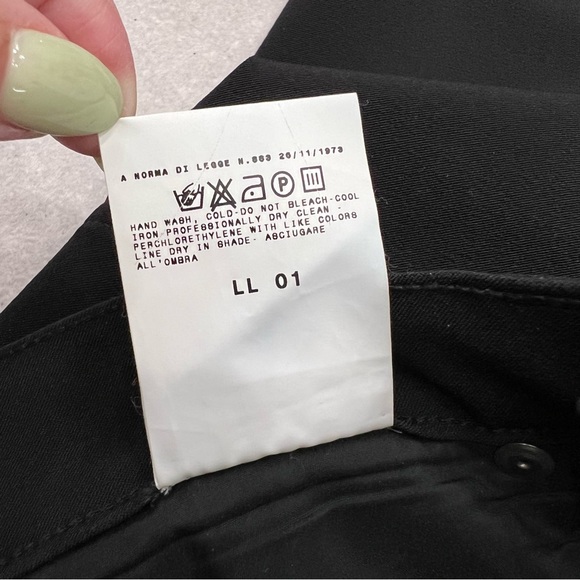 A NORMA DI LEGGE N.883 26/11/1973
P
HAND WASH, COLD-DO NOT BLEACH-COOL
IRON-PROFESSIONALLY DRY CLEAN -
PERCHLORETHYLENE WITH LIKE COLORS
LINE DRY IN SHADE- ASCIUGARE
ALL'OMBRA
LL 01